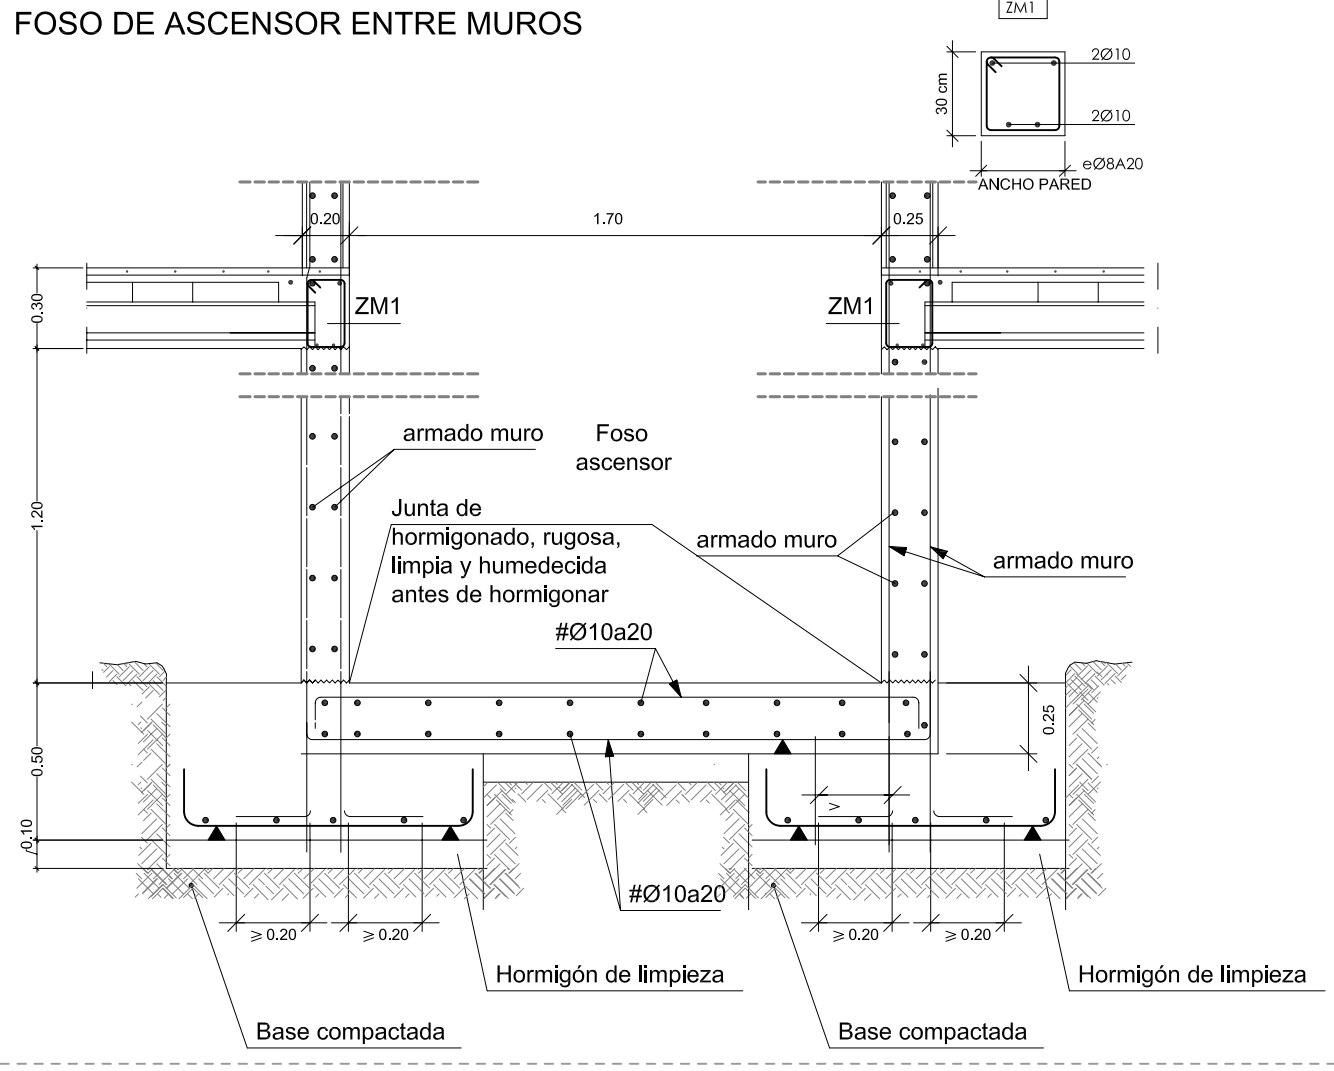 FOSO DE ASCENSOR ENTRE MUROS
ZM1
2Ø10
30 cm
2Ø10
eØ8A20
ANCHO PARED
0.20
1.70
0.25
0.30
ZM1
ZM1
armado muro
Foso
ascensor
1.20
Junta de
hormigonado, rugosa,
limpia y humedecida
antes de hormigonar
armado muro
armado muro
#Ø10a20
0.25
0.50
V
0.10
#Ø10a20
≥ 0.20
≥ 0.20
≥ 0.20
≥ 0.20
Hormigón de limpieza
Hormigón de limpieza
Base compactada
Base compactada